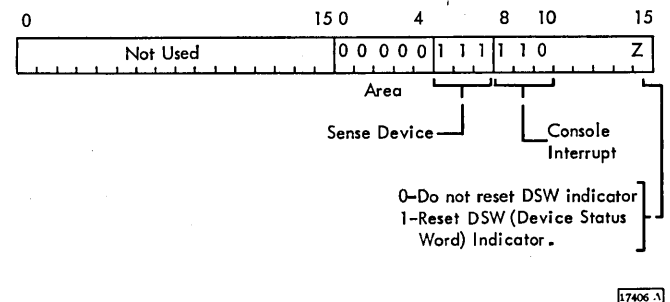 0 15 0 4 8 10 15
Not Used 0 0 0 0 0 1 1 1 1 1 0 Z
Area
Sense Device
Console
Interrupt
0-Do not reset DSW indicator
1-Reset DSW (Device Status
Word) Indicator.